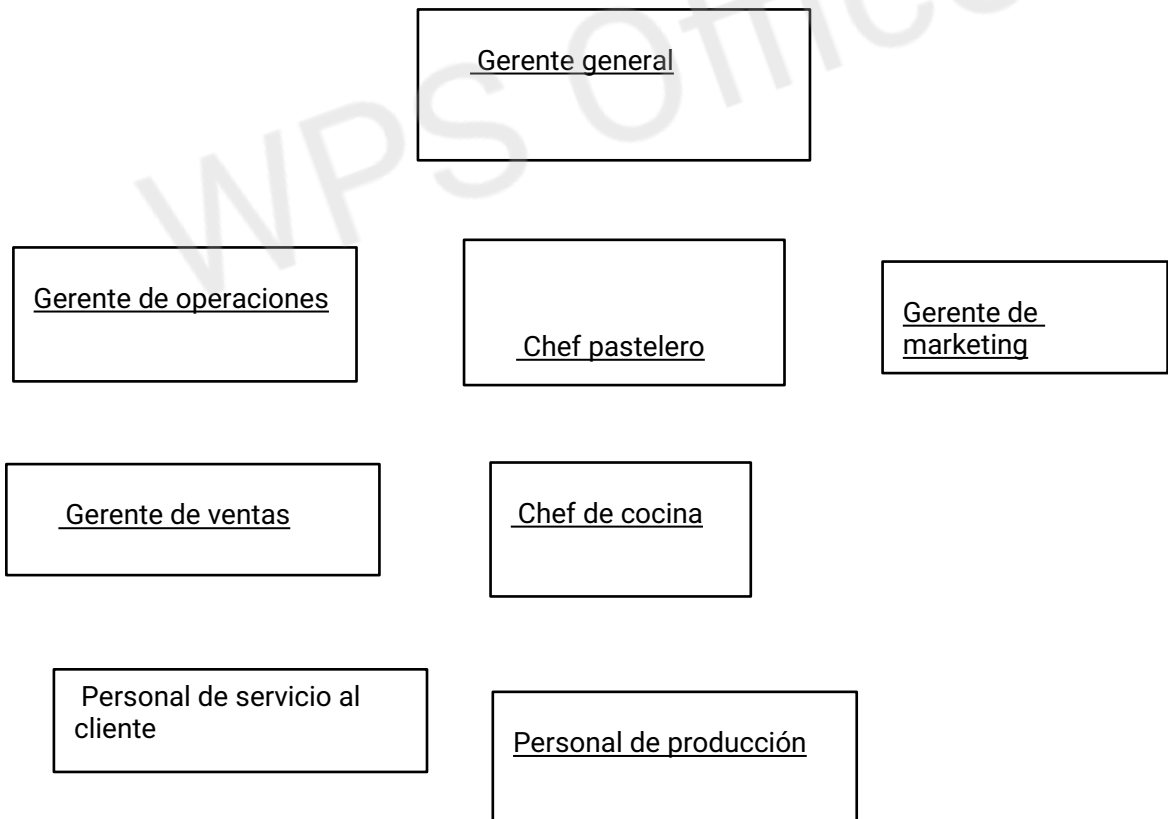 WPS Office
Gerente general
Gerente de operaciones
Chef pastelero
Gerente de
marketing
Gerente de ventas
Chef de cocina
Personal de servicio al
cliente
Personal de producción